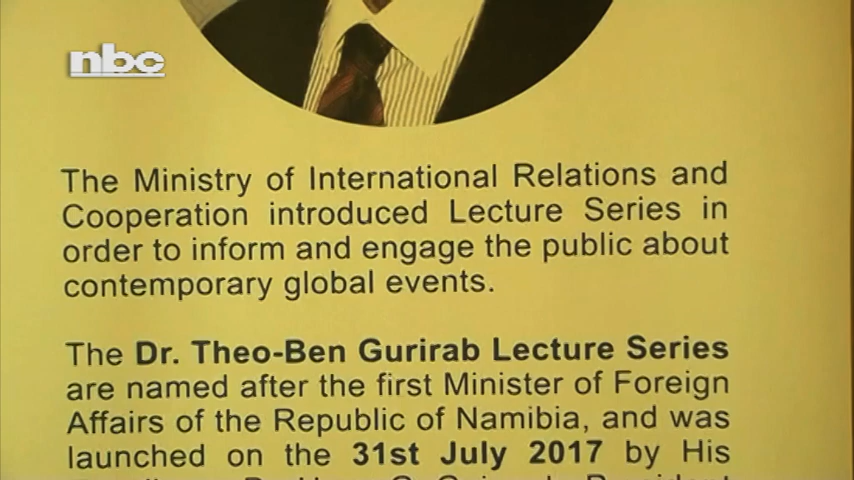 nbc
The Ministry of International Relations and
Cooperation introduced Lecture Series in
order to inform and engage the public about
contemporary global events.
The Dr. Theo-Ben Gurirab Lecture Series
are named after the first Minister of Foreign
Affairs of the Republic of Namibia, and was
launched on the 31st July 2017 by His